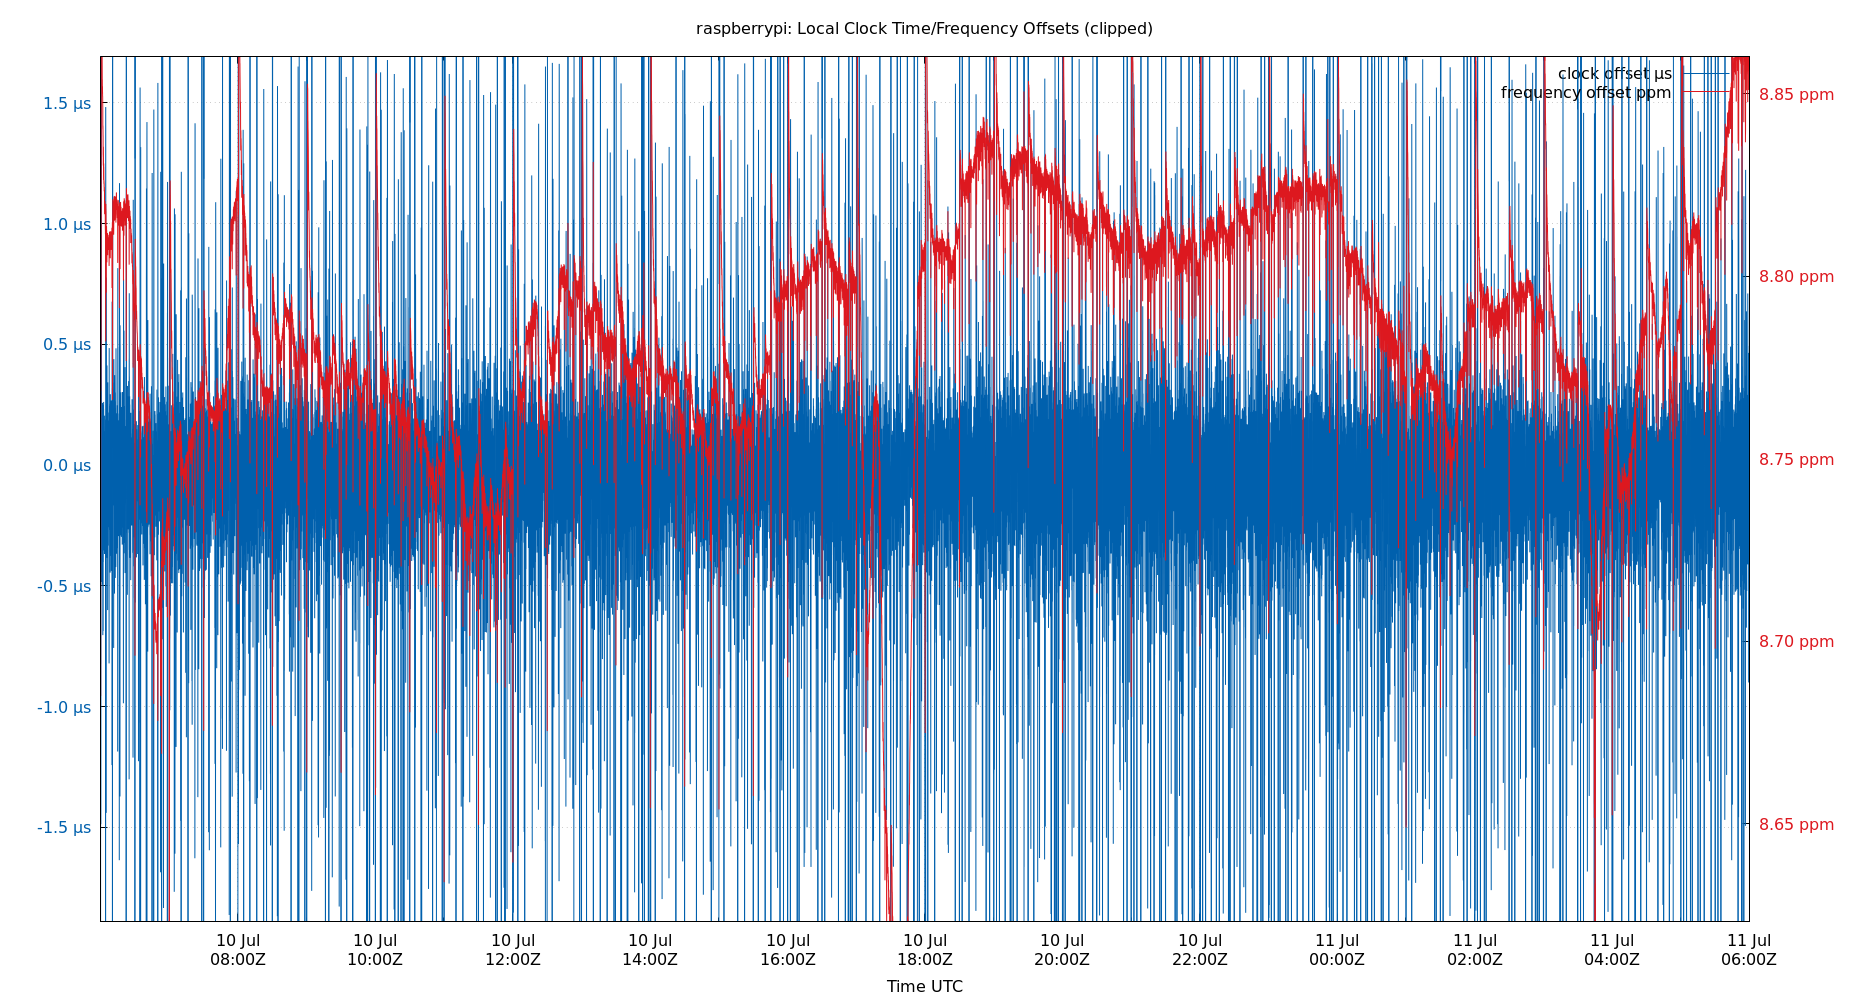 raspberrypi: Local Clock Time/Frequency Offsets (clipped)
clock offset µs
frequency offset ppm
1.5 µs
1.0 µs
0.5 µs
0.0 µs
-0.5 µs
-1.0 µs
-1.5 µs
8.85 ppm
8.80 ppm
8.75 ppm
8.70 ppm
8.65 ppm
10 Jul 10 Jul 10 Jul 10 Jul 10 Jul 10 Jul 10 Jul 10 Jul 11 Jul 11 Jul 11 Jul 11 Jul
08:00Z 10:00Z 12:00Z 14:00Z 16:00Z 18:00Z 20:00Z 22:00Z 00:00Z 02:00Z 04:00Z 06:00Z
Time UTC